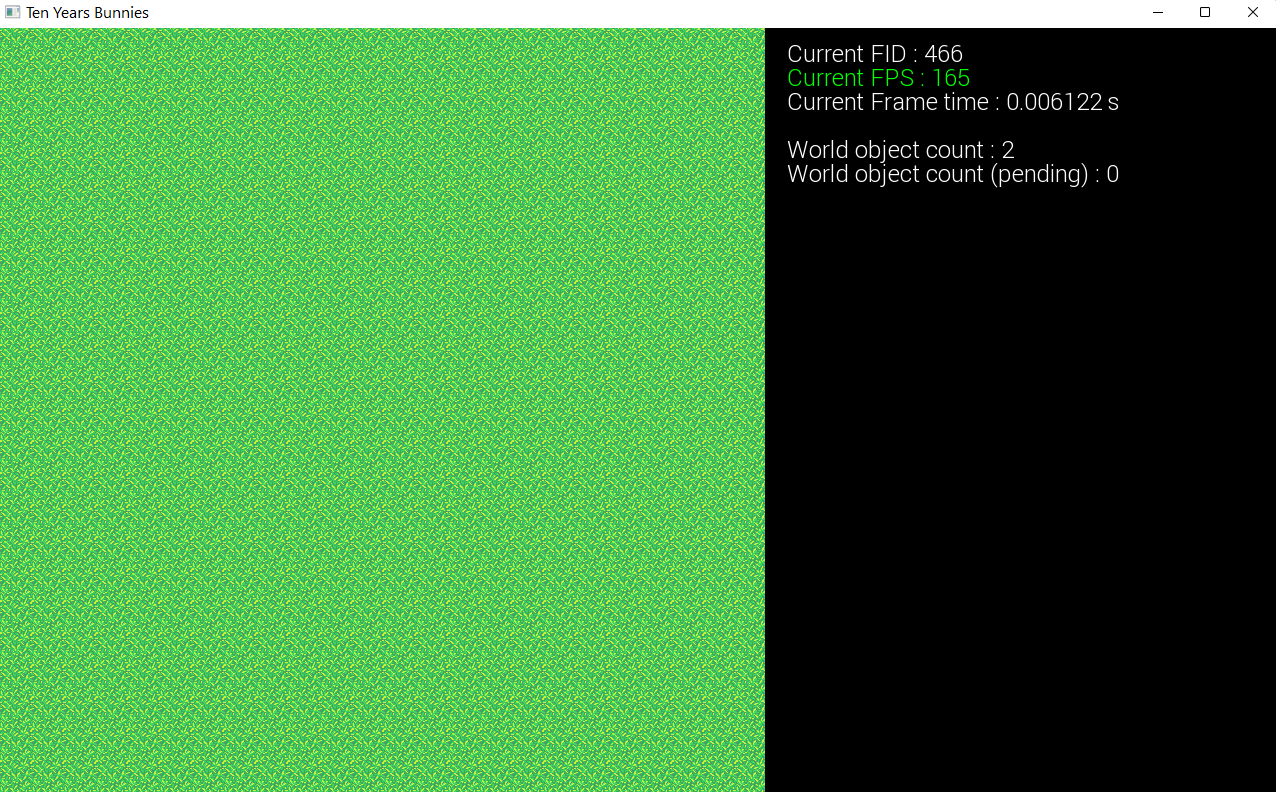 Ten Years Bunnies
Current FID : 466
Current FPS : 165
Current Frame time : 0.006122 s
World object count : 2
World object count (pending) : 0